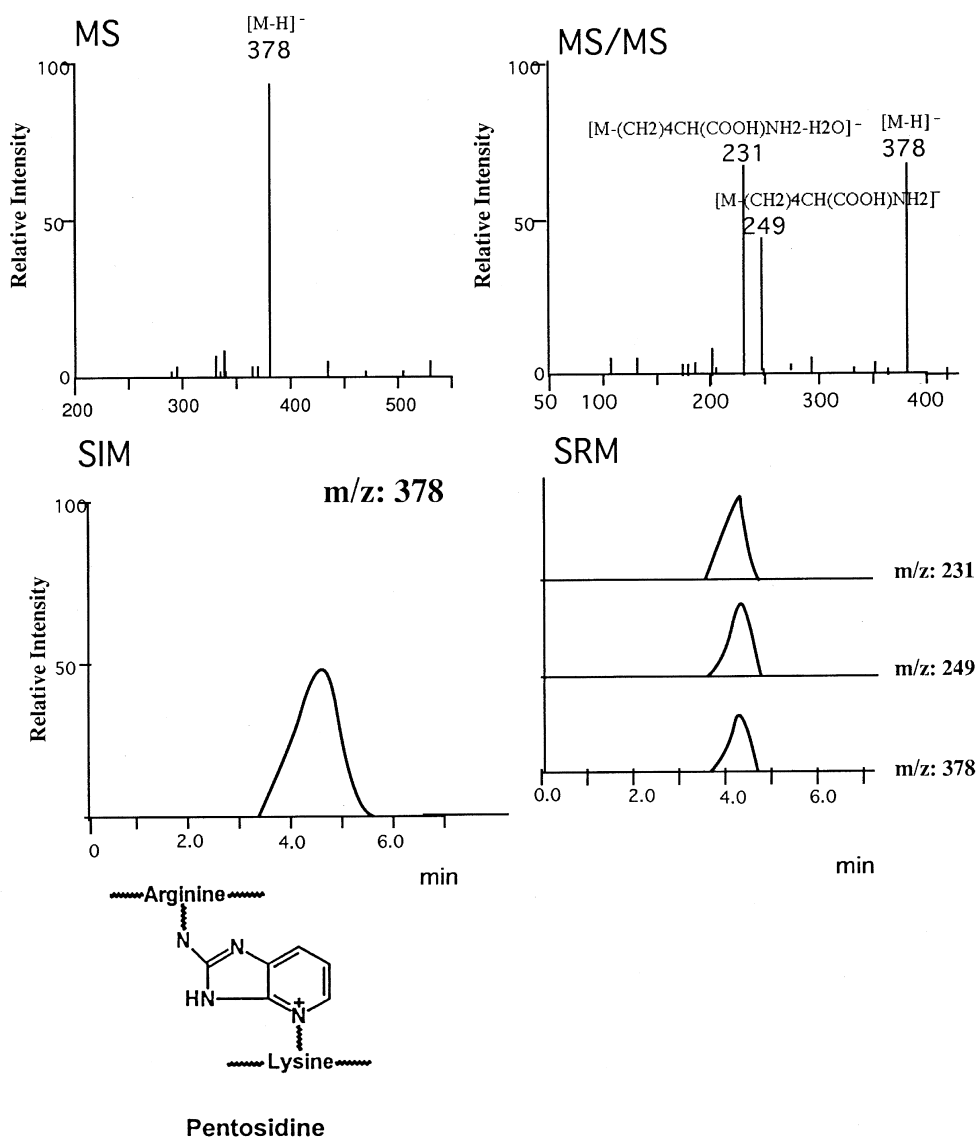 MS
[M-H]⁻
378
100
50
0
Relative Intensity
200 300 400 500
MS/MS
[M-(CH2)4CH(COOH)NH2-H2O]⁻ [M-H]⁻
231 378
[M-(CH2)4CH(COOH)NH2]⁻
249
100
50
0
Relative Intensity
50 100 200 300 400
SIM
m/z: 378
100
50
Relative Intensity
0 2.0 4.0 6.0
min
SRM
m/z: 231
m/z: 249
m/z: 378
0.0 2.0 4.0 6.0
min
Arginine
N
N
HN
N+
Lysine
Pentosidine